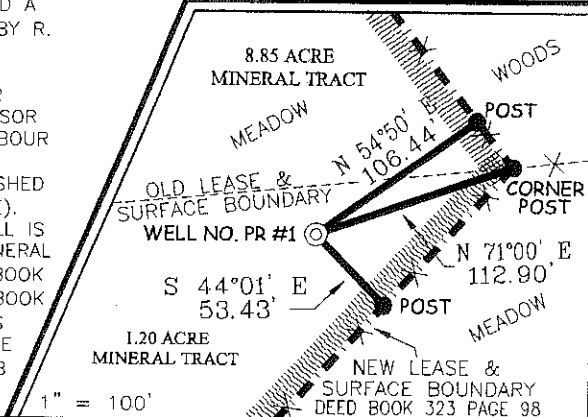 D A
BY R.
SOR
BOUR
SHED
E).
LL IS
NERAL
BOOK
BOOK
8.85 ACRE
MINERAL TRACT
MEADOW
WOODS
POST
N 54°50' E
106.44'
OLD LEASE &
SURFACE BOUNDARY
CORNER
POST
WELL NO. PR #1
N 71°00' E
112.90'
S 44°01' E
53.43'
POST
MEADOW
1.20 ACRE
MINERAL TRACT
NEW LEASE &
SURFACE BOUNDARY
DEED BOOK 323 PAGE 98
1" = 100'